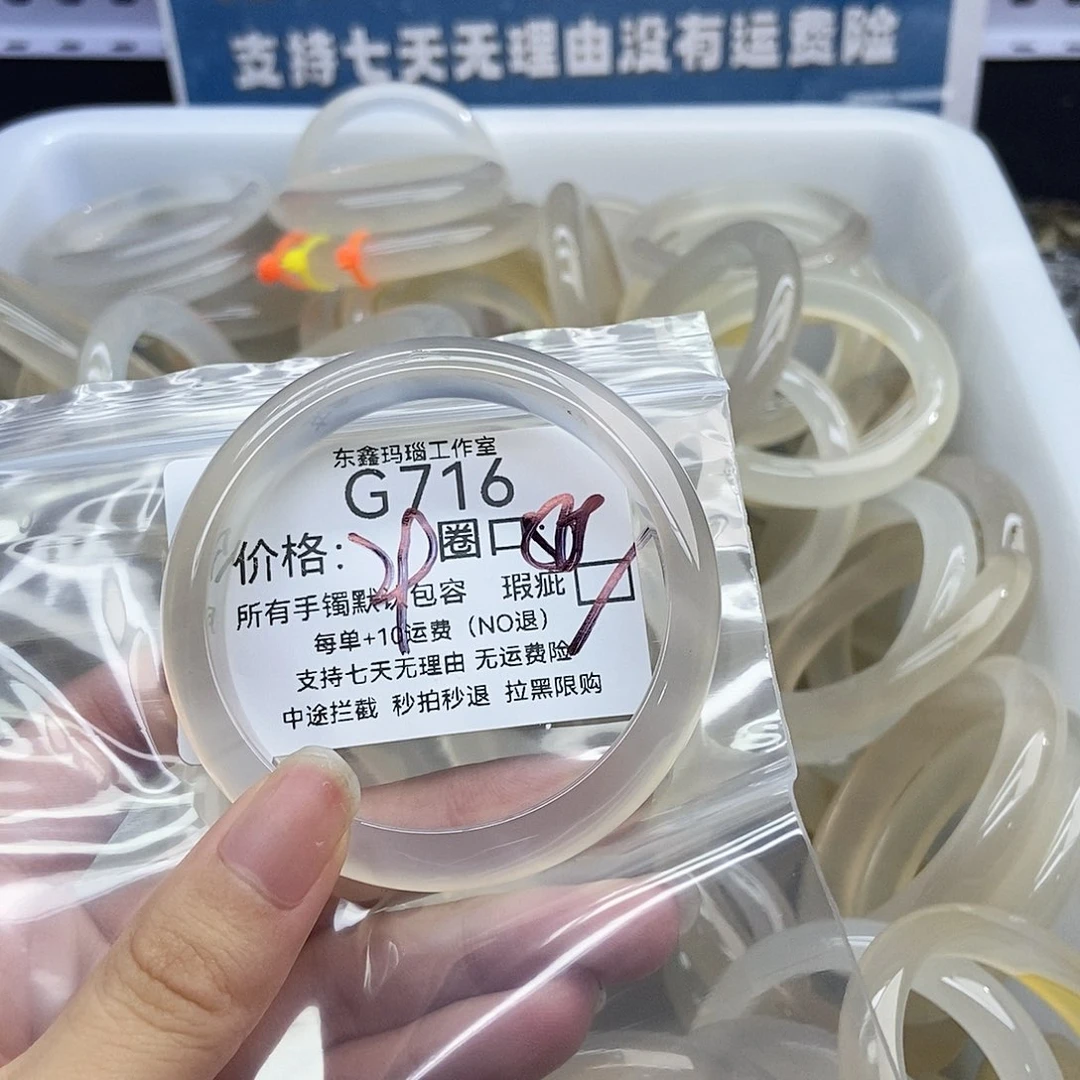 支持七天无理由没有运费险
东鑫玛瑙工作室
G716
价格: 圈口
所有手镯默认包容 瑕疵
每单+10运费（NO退）
支持七天无理由 无运费险
中途拦截 秒拍秒退 拉黑限购